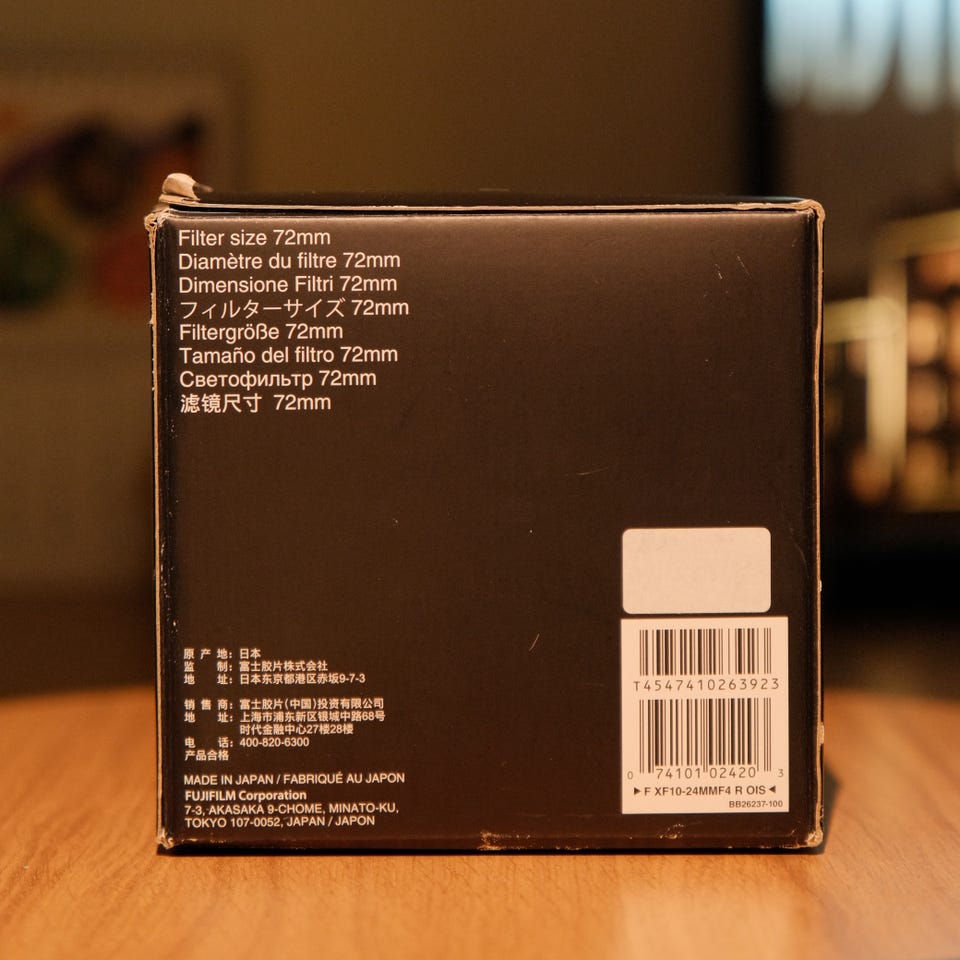 Filter size 72mm
Diamètre du filtre 72mm
Dimensione Filtri 72mm
フィルターサイズ 72mm
Filtergröße 72mm
Tamaño del filtro 72mm
Светофильтр 72mm
滤镜尺寸 72mm
原 产 地：日本
监 制：富士胶片株式会社
地 址：日本东京都港区赤坂9-7-3
销 售 商：富士胶片(中国)投资有限公司
地 址：上海市浦东新区银城中路68号
时代金融中心27楼28楼
电 话：400-820-6300
产品合格
MADE IN JAPAN / FABRIQUÉ AU JAPON
FUJIFILM Corporation
7-3, AKASAKA 9-CHOME, MINATO-KU,
TOKYO 107-0052, JAPAN / JAPON
T4547410263923
0 74101 02420 3
▶F XF10-24MMF4 R OIS◀
BB26237-100